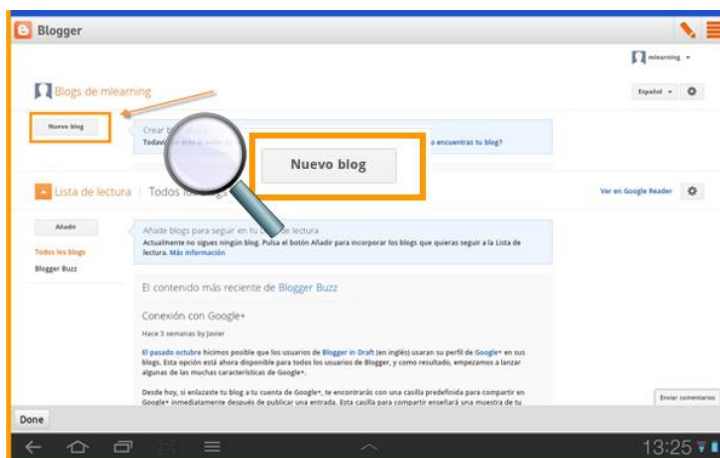 Blogger
mlearning
Blogs de mlearning
Español
Nuevo blog
Crear
o encuentras tu blog?
Nuevo blog
Lista de lectura
Todos los
Ver en Google Reader
Añadir
Añade blogs para seguir en tu de lectura
Actualmente no sigues ningún blog. Pulsa el botón Añadir para incorporar los blogs que quieras seguir a la Lista de
lectura. Más información
Todos los blogs
Blogger Buzz
El contenido más reciente de Blogger Buzz
Conexión con Google+
Hace 3 semanas by Javier
El pasado octubre hicimos posible que los usuarios de Blogger in Draft (en inglés) usaran su perfil de Google+ en sus
blogs. Esta opción está ahora disponible para todos los usuarios de Blogger, y como resultado, empezamos a lanzar
algunas de las muchas características de Google+.
Desde hoy, si enlazaste tu blog a tu cuenta de Google+, te encontrarás con una casilla predefinida para compartir en
Google+ inmediatamente después de publicar una entrada. Esta casilla para compartir enseñará una muestra de tu
Enviar comentarios
Done
13:25